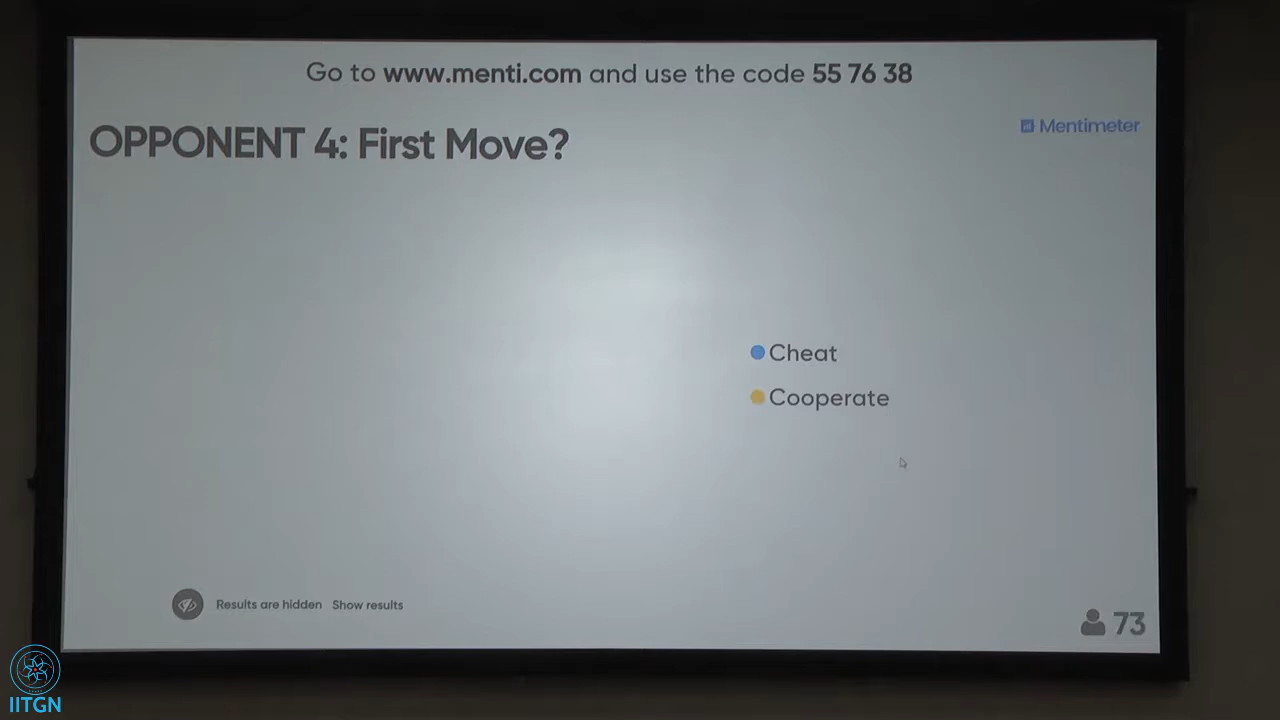 Go to www.menti.com and use the code 55 76 38
Mentimeter
OPPONENT 4: First Move?
Cheat
Cooperate
Results are hidden Show results
73
IITGN